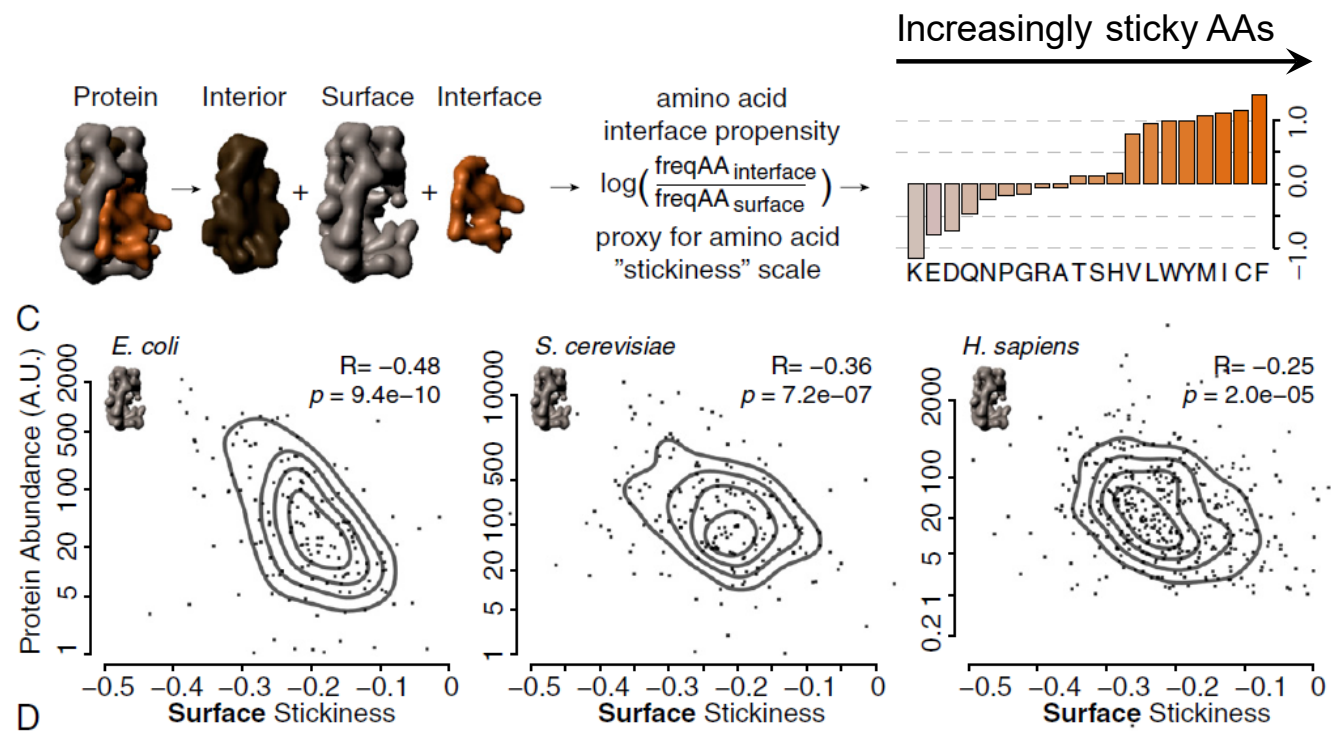 Increasingly sticky AAs
Protein Interior Surface Interface
+ +
amino acid
interface propensity
log(freqAA interface / freqAA surface)
proxy for amino acid
"stickiness" scale
1.0
0.0
−1.0
K E D Q N P G R A T S H V L W Y M I C F
C
E. coli
R= −0.48
p = 9.4e−10
Protein Abundance (A.U.)
2000
500
100
20
5
1
−0.5 −0.4 −0.3 −0.2 −0.1 0
Surface Stickiness
S. cerevisiae
R= −0.36
p = 7.2e−07
10000
500
100
20
5
1
−0.5 −0.4 −0.3 −0.2 −0.1 0
Surface Stickiness
H. sapiens
R= −0.25
p = 2.0e−05
2000
100
20
5
1
0.2
−0.5 −0.4 −0.3 −0.2 −0.1 0
Surface Stickiness
D